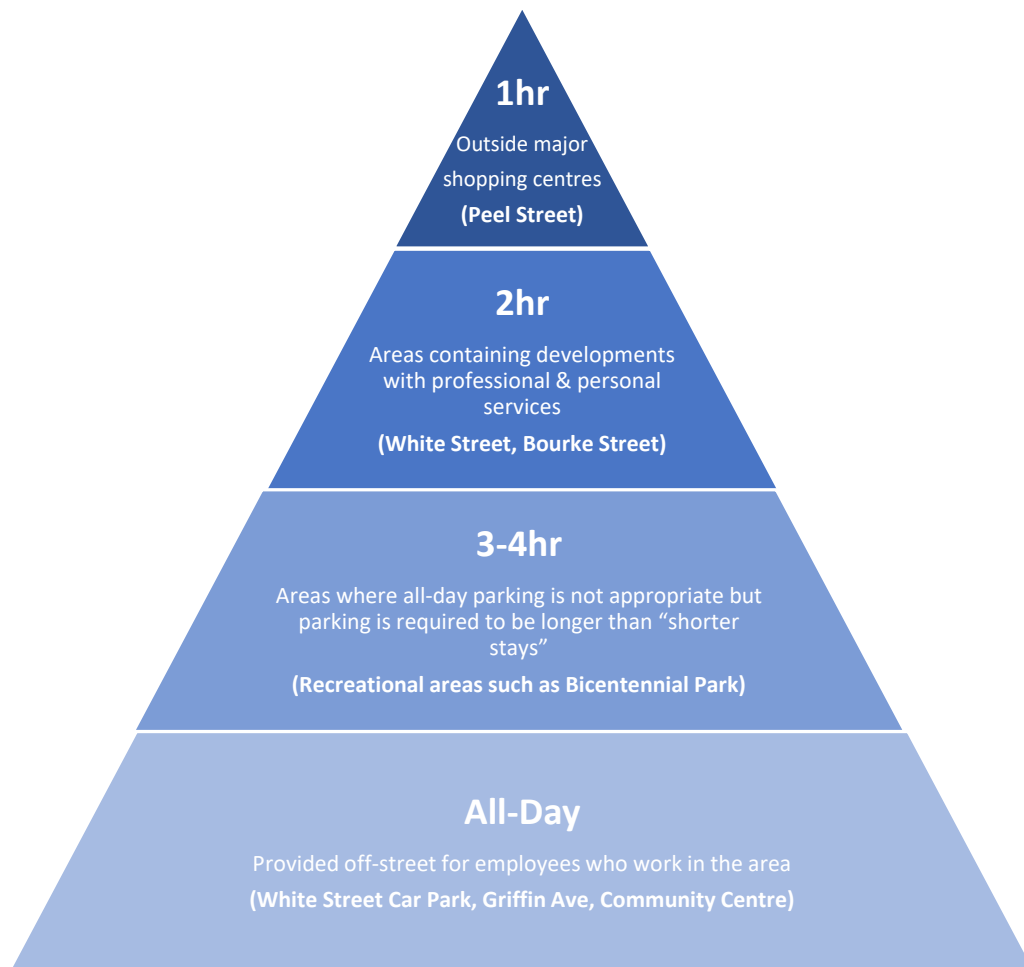 1hr
Outside major
shopping centres
(Peel Street)
2hr
Areas containing developments
with professional & personal
services
(White Street, Bourke Street)
3-4hr
Areas where all-day parking is not appropriate but
parking is required to be longer than “shorter
stays”
(Recreational areas such as Bicentennial Park)
All-Day
Provided off-street for employees who work in the area
(White Street Car Park, Griffin Ave, Community Centre)